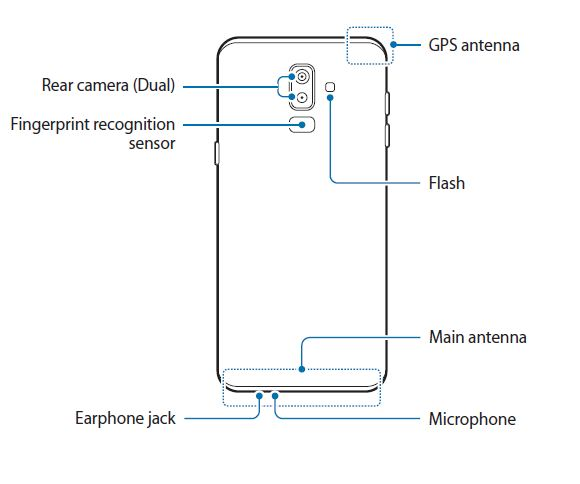 GPS antenna
Rear camera (Dual)
Fingerprint recognition
sensor
Flash
Main antenna
Earphone jack
Microphone